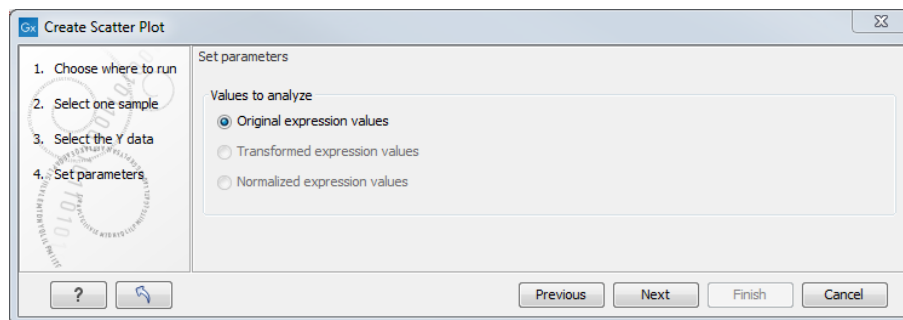 Gx Create Scatter Plot
1. Choose where to run
2. Select one sample
3. Select the Y data
4. Set parameters
Set parameters
Values to analyze
Original expression values
Transformed expression values
Normalized expression values
?
Previous
Next
Finish
Cancel